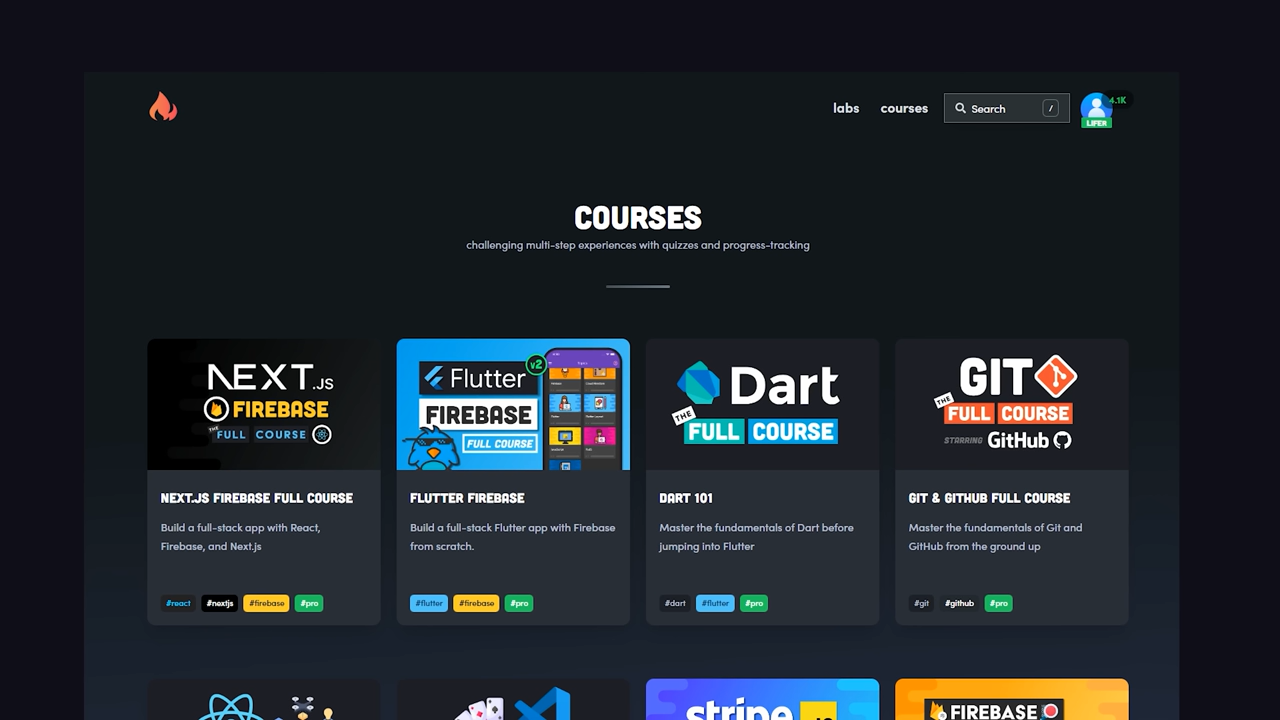 labs courses Search / 4.1K
LIFER
COURSES
challenging multi-step experiences with quizzes and progress-tracking
NEXT.JS
FIREBASE
THE FULL COURSE
NEXT.JS FIREBASE FULL COURSE
Build a full-stack app with React,
Firebase, and Next.js
#react #nextjs #firebase #pro
Flutter v2
FIREBASE
FULL COURSE
FLUTTER FIREBASE
Build a full-stack Flutter app with Firebase
from scratch.
#flutter #firebase #pro
Dart
THE
FULL COURSE
DART 101
Master the fundamentals of Dart before
jumping into Flutter
#dart #flutter #pro
GIT
THE
FULL COURSE
STARRING GitHub
GIT & GITHUB FULL COURSE
Master the fundamentals of Git and
GitHub from the ground up
#git #github #pro
stripe JS
FIREBASE